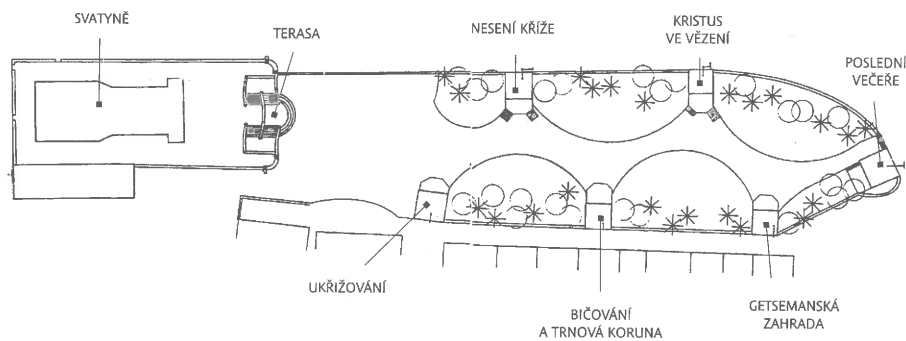 SVATYNĚ
TERASA
NESENÍ KŘÍŽE
KRISTUS
VE VĚZENÍ
POSLEDNÍ
VEČEŘE
UKŘIŽOVÁNÍ
BIČOVÁNÍ
A TRNOVÁ KORUNA
GETSEMANSKÁ
ZAHRADA